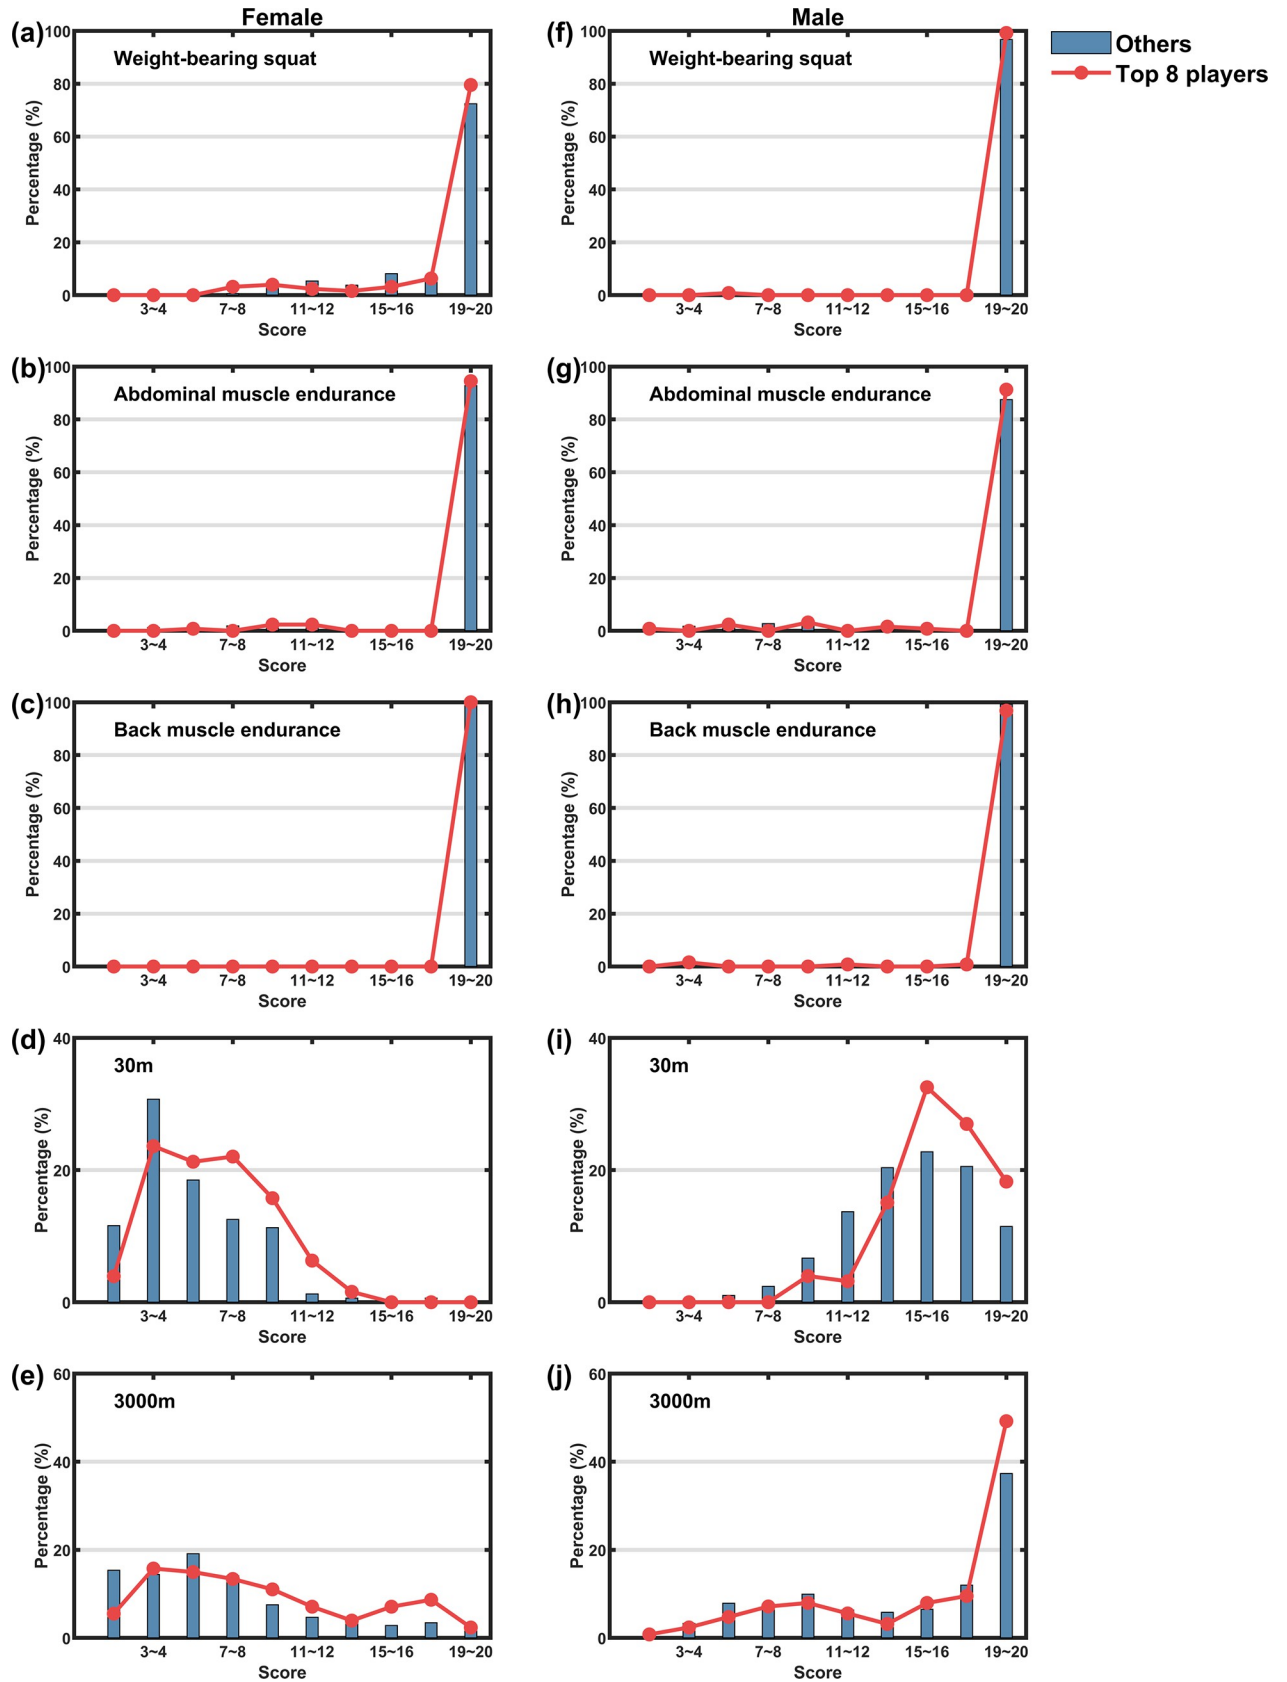 Female
Male
Others
Top 8 players
(a)
Weight-bearing squat
Percentage (%)
100
80
60
40
20
0
3~4 7~8 11~12 15~16 19~20
Score
(f)
Weight-bearing squat
Percentage (%)
100
80
60
40
20
0
3~4 7~8 11~12 15~16 19~20
Score
(b)
Abdominal muscle endurance
Percentage (%)
100
80
60
40
20
0
3~4 7~8 11~12 15~16 19~20
Score
(g)
Abdominal muscle endurance
Percentage (%)
100
80
60
40
20
0
3~4 7~8 11~12 15~16 19~20
Score
(c)
Back muscle endurance
Percentage (%)
100
80
60
40
20
0
3~4 7~8 11~12 15~16 19~20
Score
(h)
Back muscle endurance
Percentage (%)
100
80
60
40
20
0
3~4 7~8 11~12 15~16 19~20
Score
(d)
30m
Percentage (%)
40
20
0
3~4 7~8 11~12 15~16 19~20
Score
(i)
30m
Percentage (%)
40
20
0
3~4 7~8 11~12 15~16 19~20
Score
(e)
3000m
Percentage (%)
60
40
20
0
3~4 7~8 11~12 15~16 19~20
Score
(j)
3000m
Percentage (%)
60
40
20
0
3~4 7~8 11~12 15~16 19~20
Score